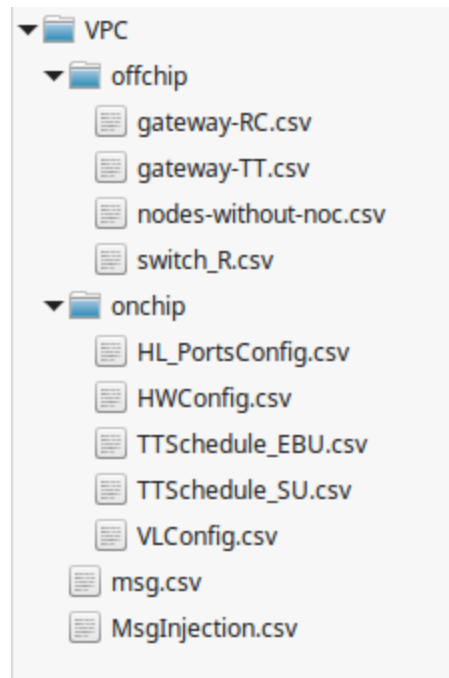 VPC
offchip
gateway-RC.csv
gateway-TT.csv
nodes-without-noc.csv
switch_R.csv
onchip
HL_PortsConfig.csv
HWConfig.csv
TTSchedule_EBU.csv
TTSchedule_SU.csv
VLConfig.csv
msg.csv
MsgInjection.csv